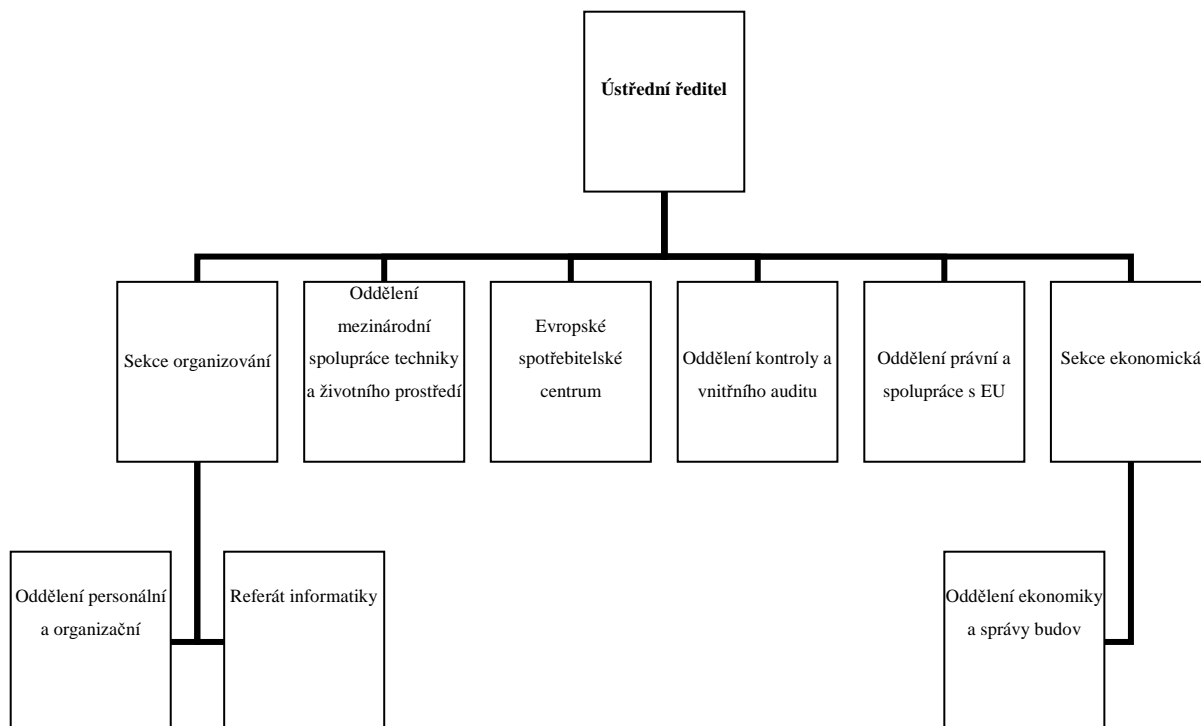 Ústřední ředitel
Sekce organizování
Oddělení
mezinárodní
spolupráce techniky
a životního prostředí
Evropské
spotřebitelské
centrum
Oddělení kontroly a
vnitřního auditu
Oddělení právní a
spolupráce s EU
Sekce ekonomická
Oddělení personální
a organizační
Referát informatiky
Oddělení ekonomiky
a správy budov